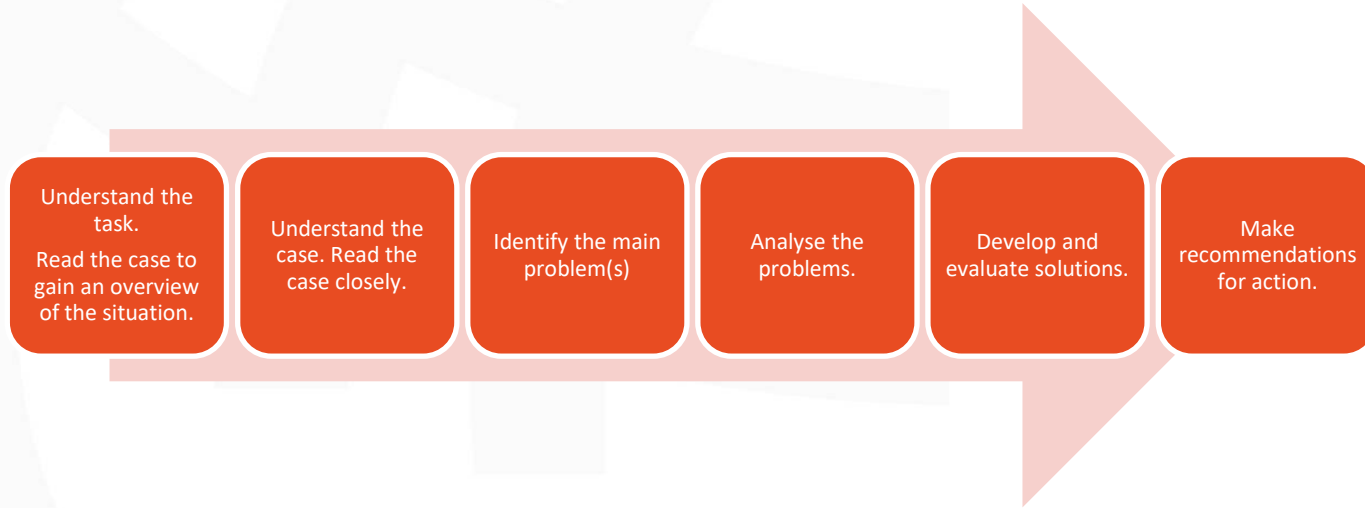 Understand the
task.
Read the case to
gain an overview
of the situation.
Understand the
case. Read the
case closely.
Identify the main
problem(s)
Analyse the
problems.
Develop and
evaluate solutions.
Make
recommendations
for action.